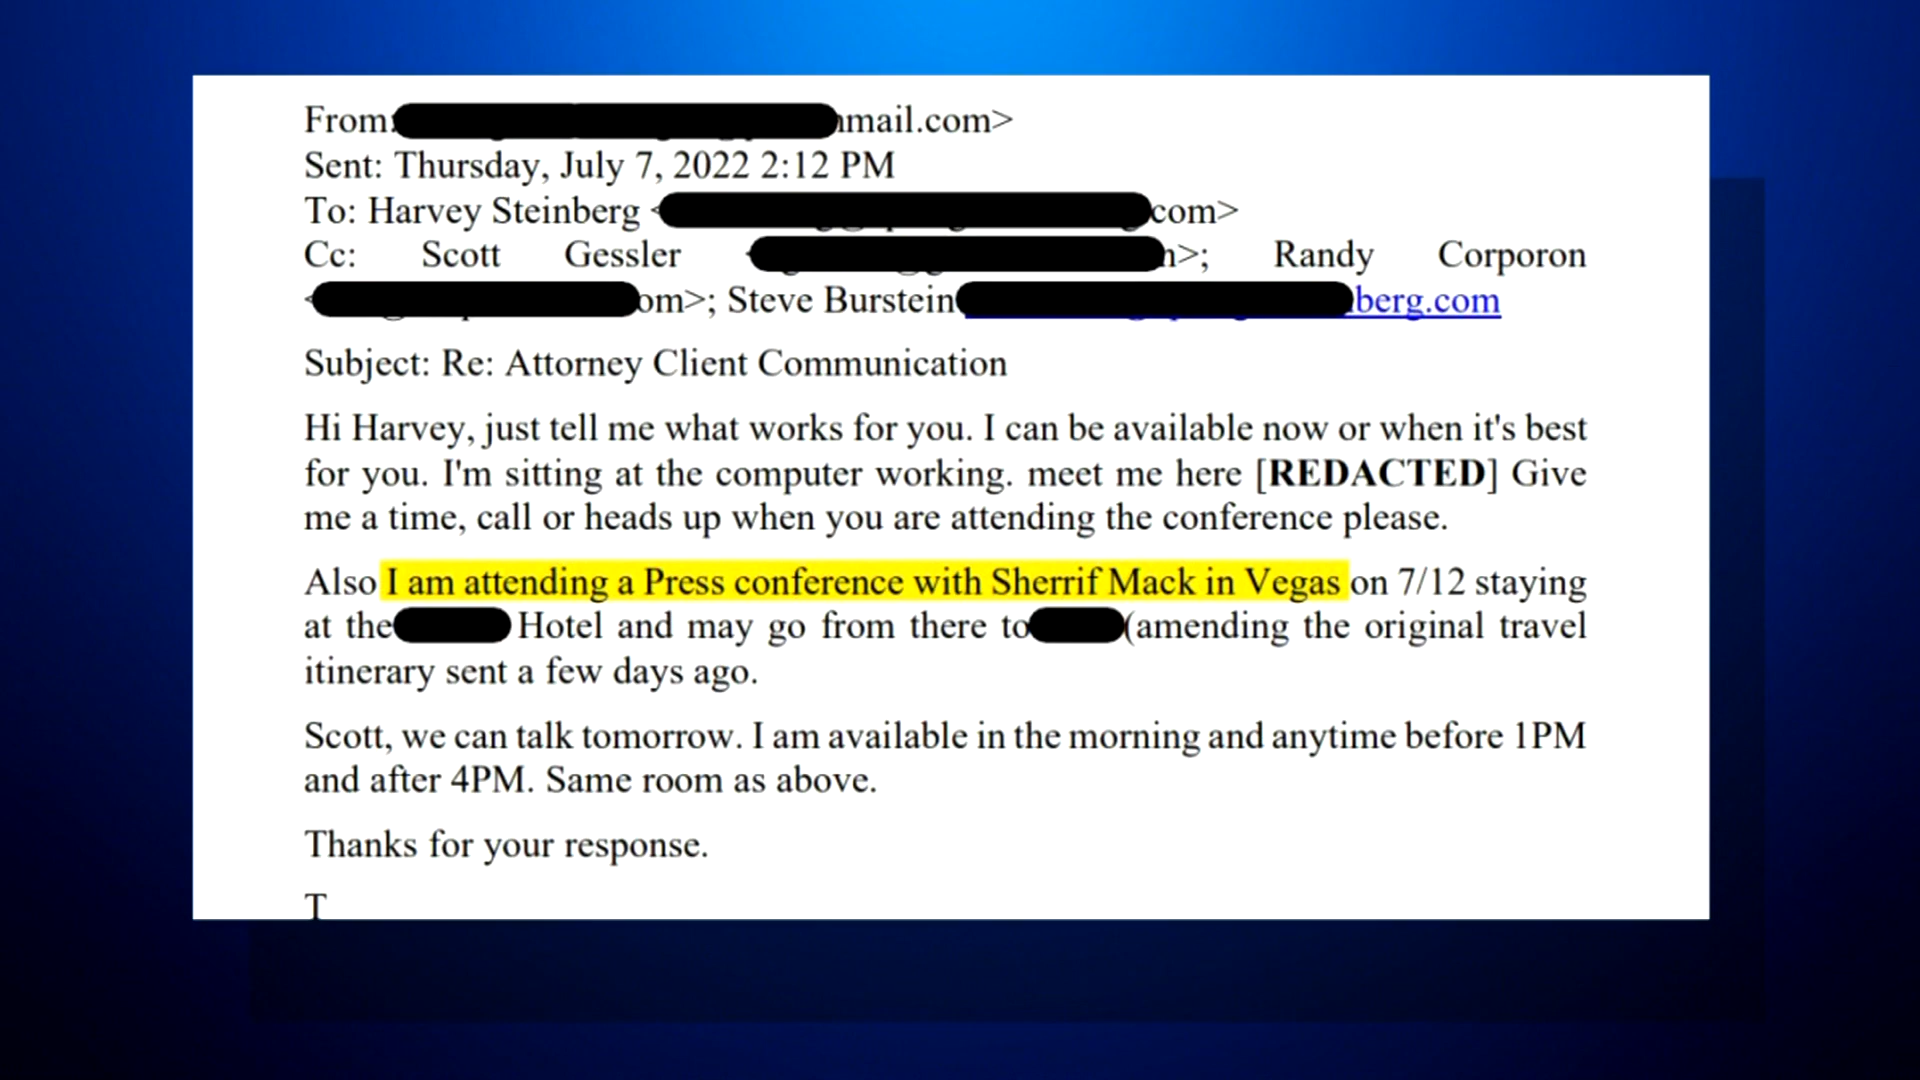 From: mail.com>
Sent: Thursday, July 7, 2022 2:12 PM
To: Harvey Steinberg < com>
Cc: Scott Gessler >; Randy Corporon
< om>; Steve Burstein berg.com
Subject: Re: Attorney Client Communication
Hi Harvey, just tell me what works for you. I can be available now or when it's best
for you. I'm sitting at the computer working. meet me here [REDACTED] Give
me a time, call or heads up when you are attending the conference please.
Also I am attending a Press conference with Sherrif Mack in Vegas on 7/12 staying
at the Hotel and may go from there to (amending the original travel
itinerary sent a few days ago.
Scott, we can talk tomorrow. I am available in the morning and anytime before 1PM
and after 4PM. Same room as above.
Thanks for your response.
T